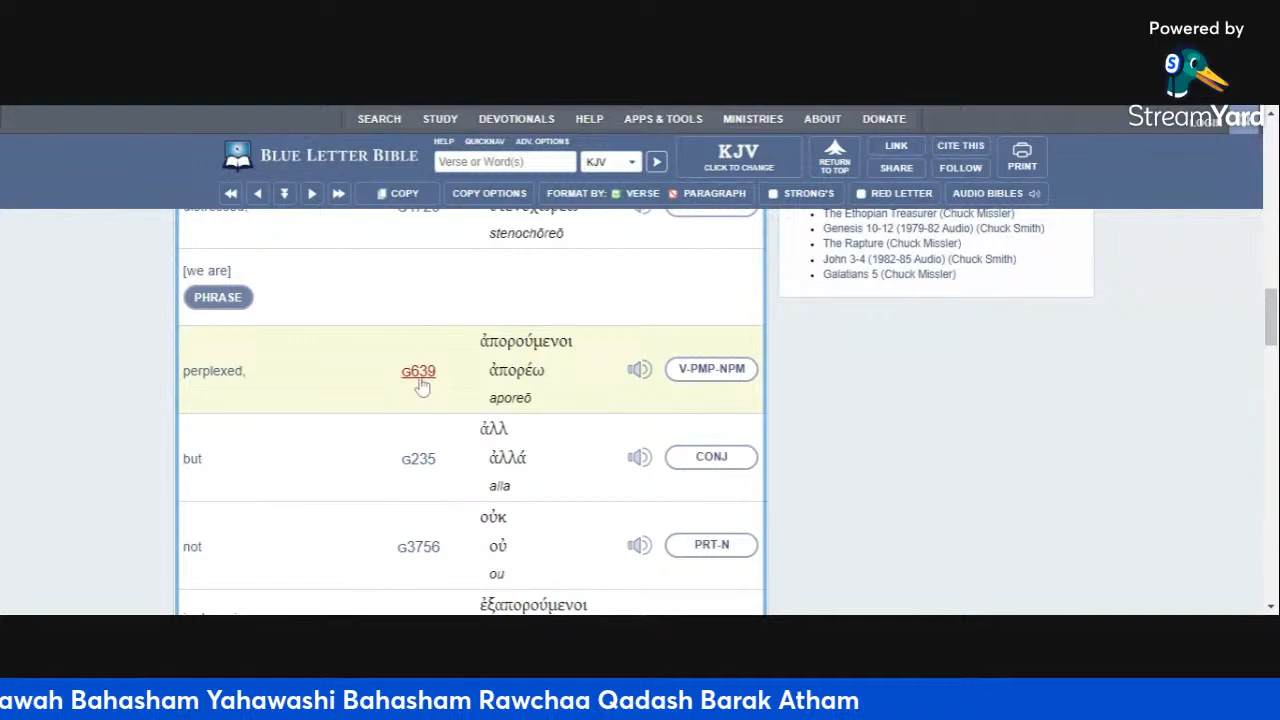 Powered by
StreamYard
SEARCH STUDY DEVOTIONALS HELP APPS & TOOLS MINISTRIES ABOUT DONATE
BLUE LETTER BIBLE
HELP QUICKNAV ADV. OPTIONS
Verse or Word(s)
KJV
KJV
CLICK TO CHANGE
RETURN
TO TOP
LINK
CITE THIS
SHARE
FOLLOW
PRINT
COPY
COPY OPTIONS
FORMAT BY: VERSE PARAGRAPH
STRONG'S
RED LETTER
AUDIO BIBLES
stenochōreō
[we are]
PHRASE
ἀπορούμενοι
perplexed, G639 ἀπορέω V-PMP-NPM
aporeō
ἀλλ
but G235 ἀλλά CONJ
alla
οὐκ
not G3756 οὐ PRT-N
ou
ἐξαπορούμενοι
The Ethopian Treasurer (Chuck Missler)
Genesis 10-12 (1979-82 Audio) (Chuck Smith)
The Rapture (Chuck Missler)
John 3-4 (1982-85 Audio) (Chuck Smith)
Galatians 5 (Chuck Missler)
awah Bahasham Yahawashi Bahasham Rawchaa Qadash Barak Atham